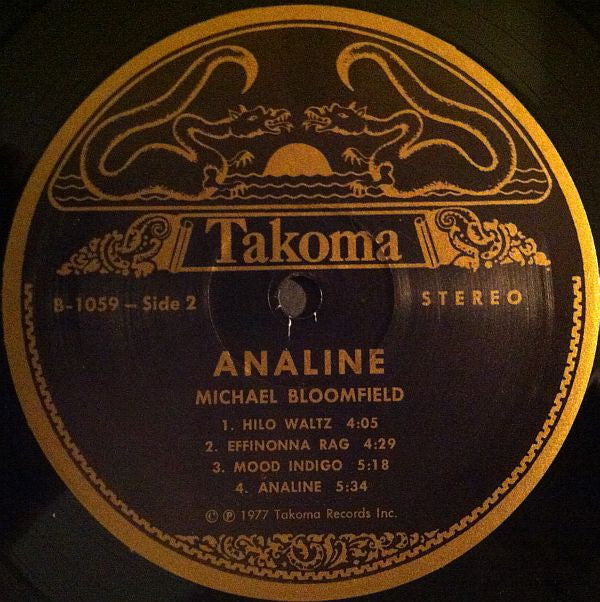 Takoma
B-1059 – Side 2
STEREO
ANALINE
MICHAEL BLOOMFIELD
1. HILO WALTZ 4:05
2. EFFINONNA RAG 4:29
3. MOOD INDIGO 5:18
4. ANALINE 5:34
© ℗ 1977 Takoma Records Inc.